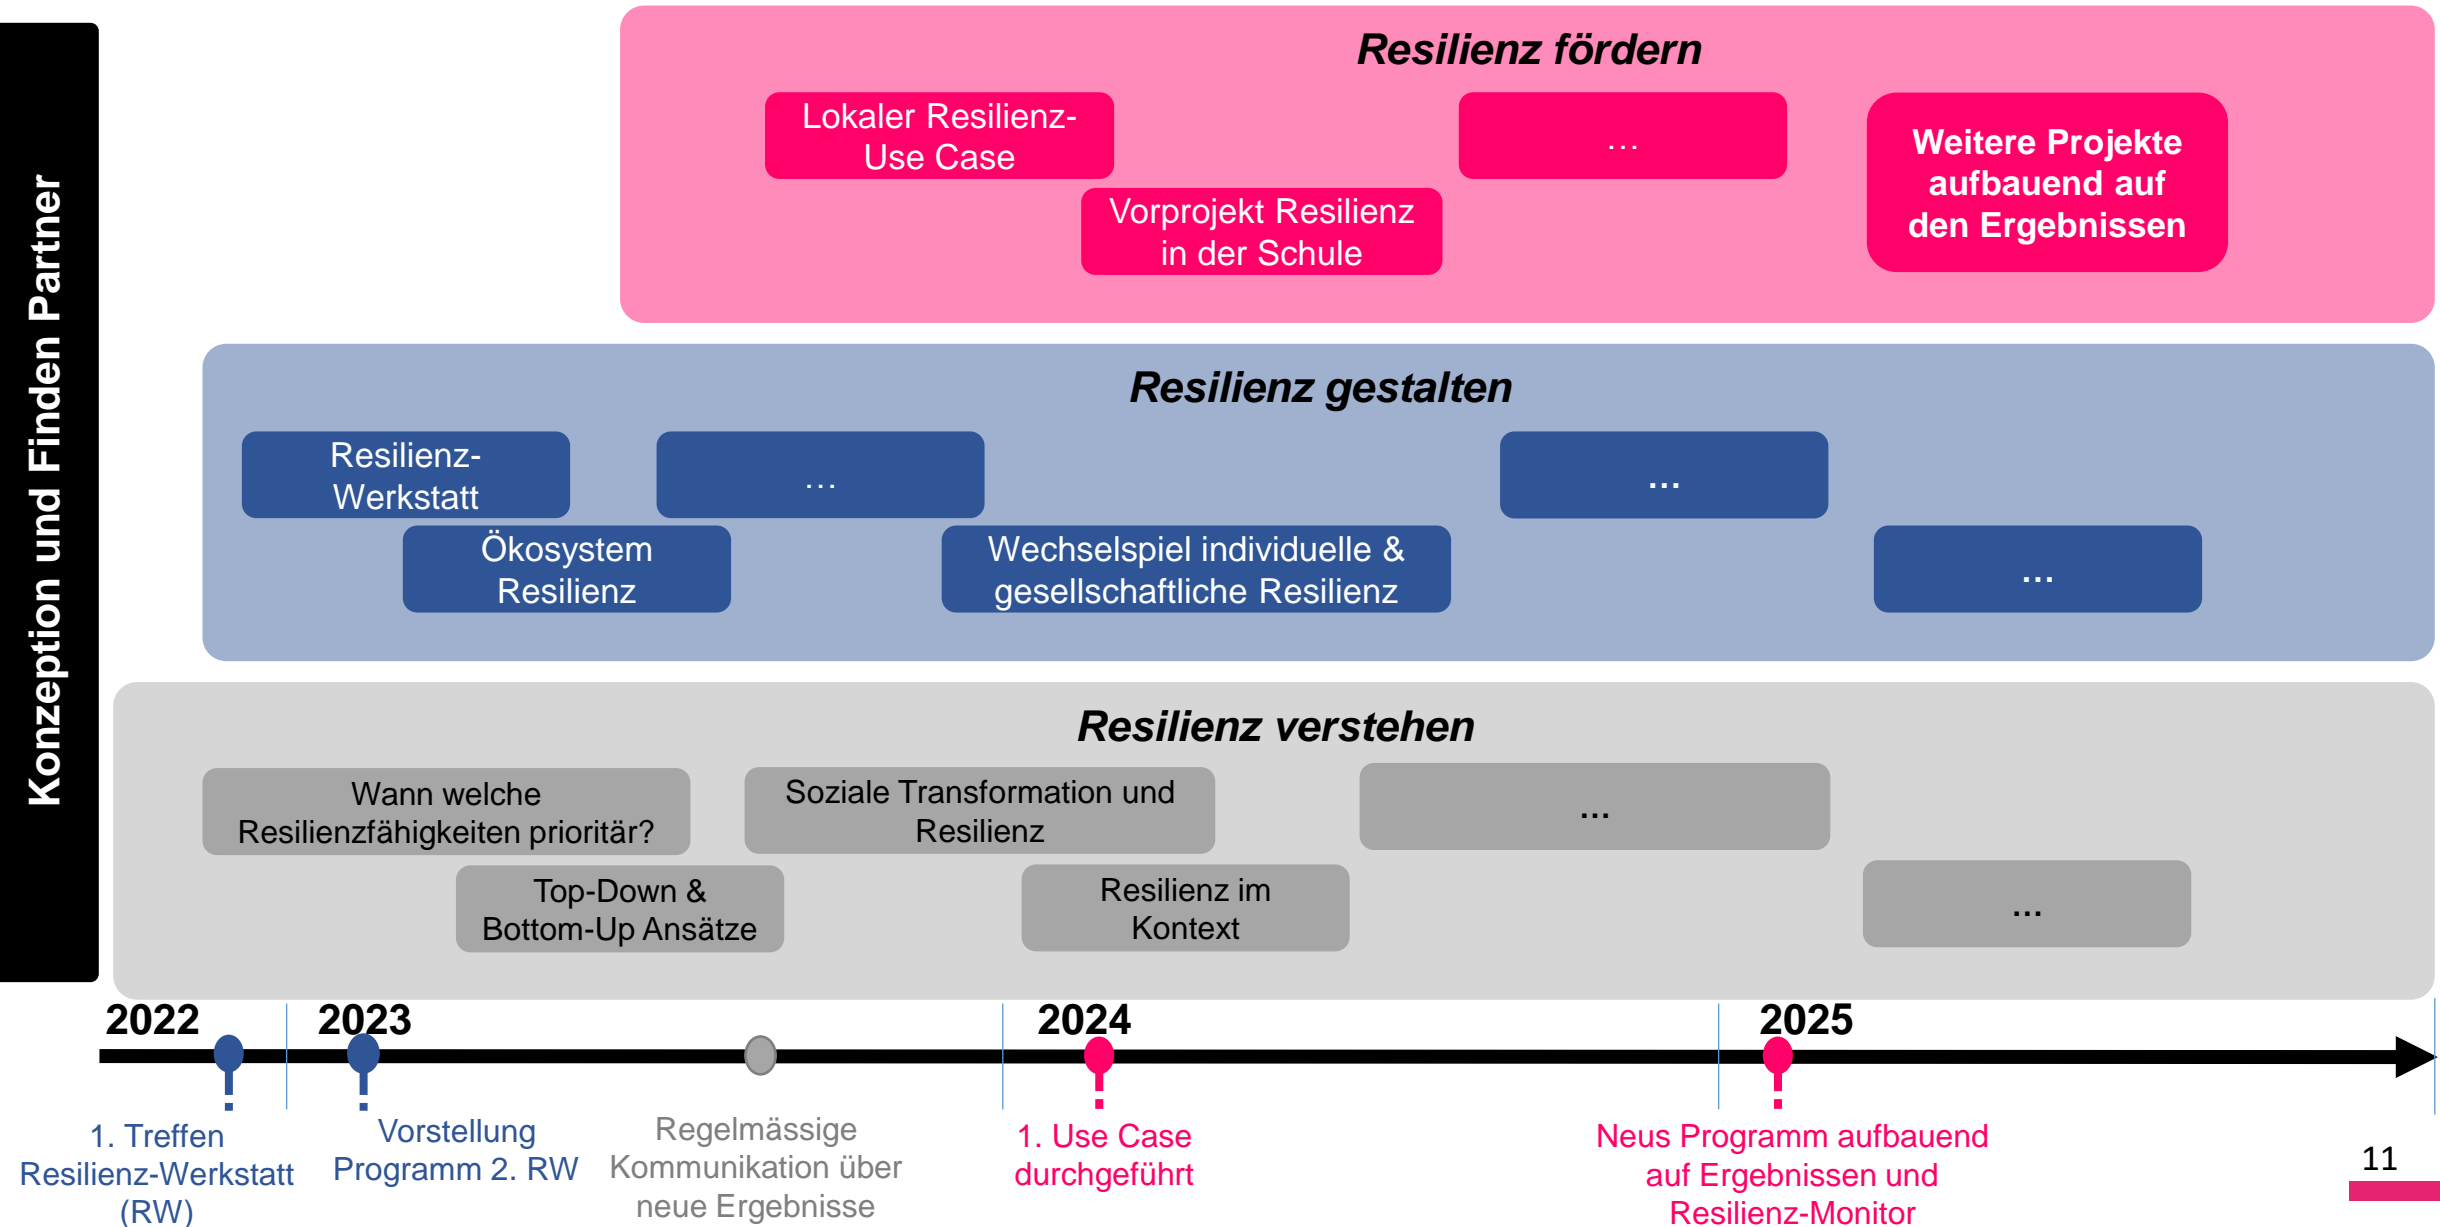 Konzeption und Finden Partner
Resilienz fördern
Lokaler Resilienz-
Use Case
…
Weitere Projekte
aufbauend auf
den Ergebnissen
Vorprojekt Resilienz
in der Schule
Resilienz gestalten
Resilienz-
Werkstatt
…
…
Ökosystem
Resilienz
Wechselspiel individuelle &
gesellschaftliche Resilienz
…
Resilienz verstehen
Wann welche
Resilienzfähigkeiten prioritär?
Soziale Transformation und
Resilienz
…
Top-Down &
Bottom-Up Ansätze
Resilienz im
Kontext
…
2022
2023
2024
2025
1. Treffen
Resilienz-Werkstatt
(RW)
Vorstellung
Programm 2. RW
Regelmässige
Kommunikation über
neue Ergebnisse
1. Use Case
durchgeführt
Neus Programm aufbauend
auf Ergebnissen und
Resilienz-Monitor
11